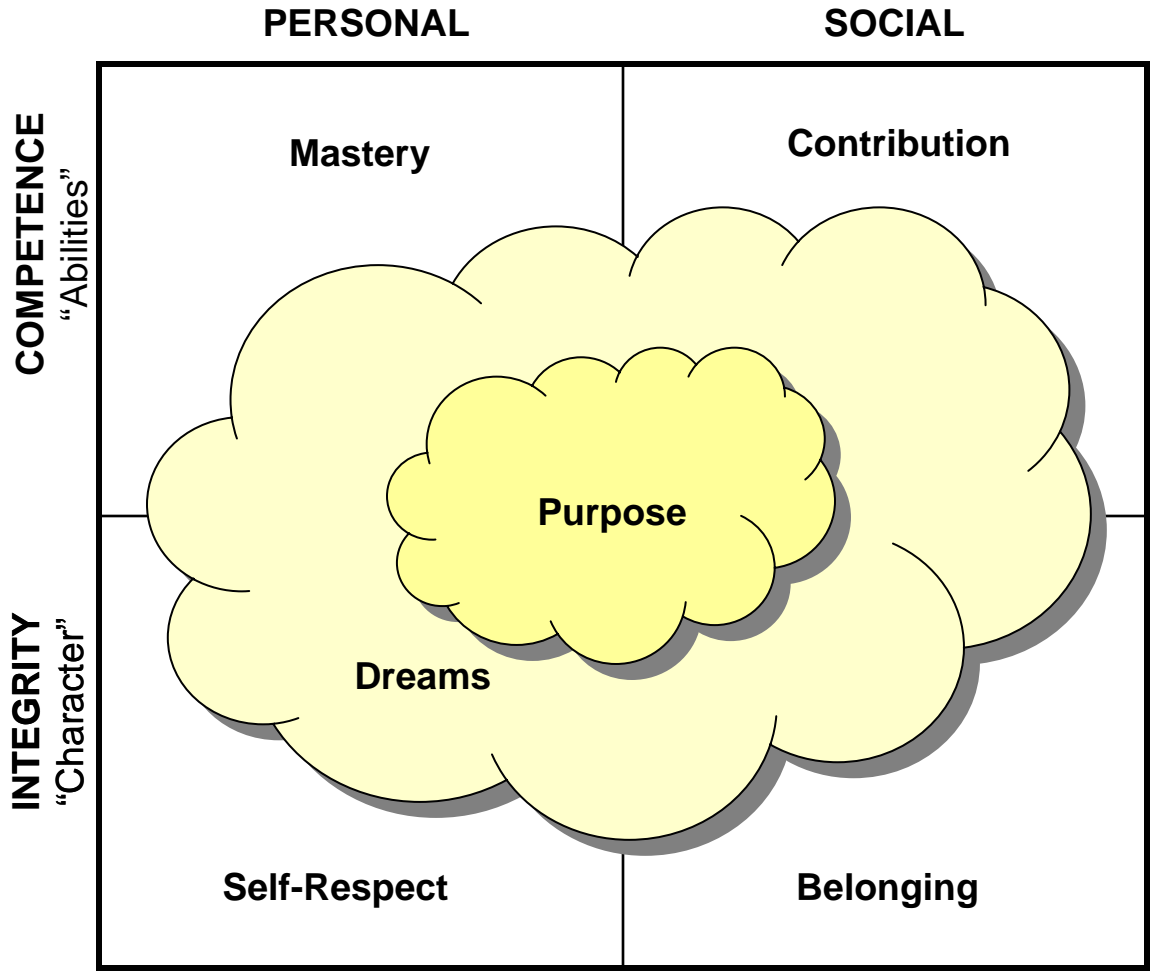 PERSONAL
SOCIAL
COMPETENCE
“Abilities”
Mastery
Contribution
Purpose
Dreams
INTEGRITY
“Character”
Self-Respect
Belonging